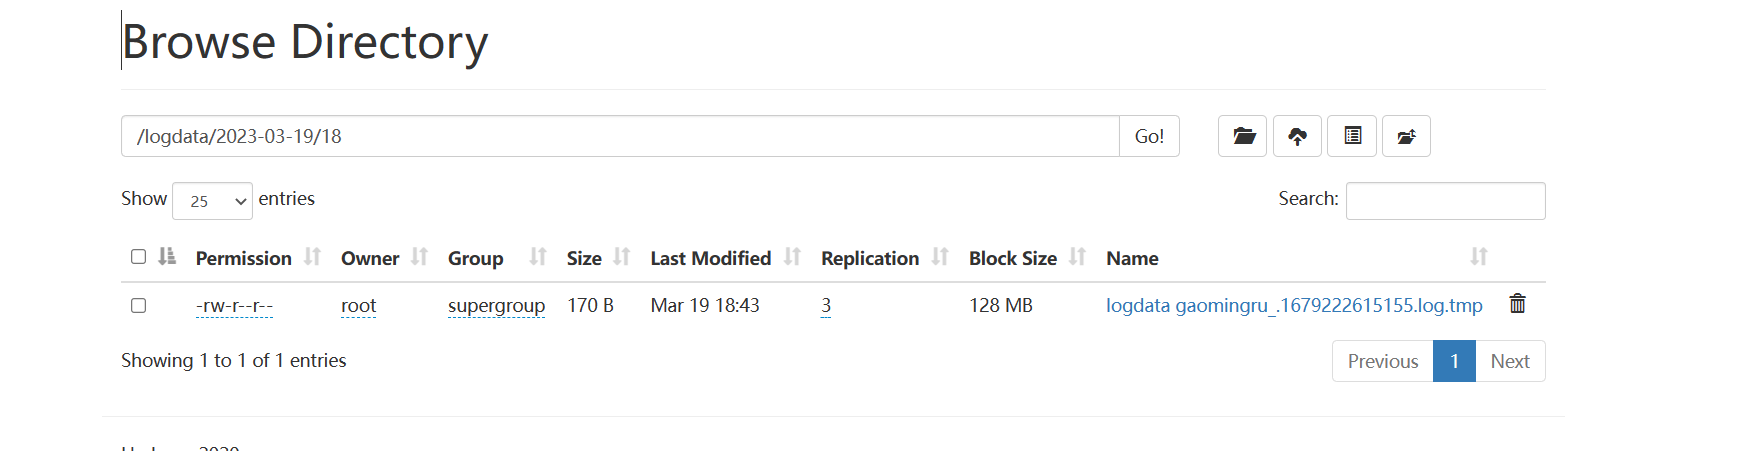 Browse Directory
/logdata/2023-03-19/18 Go!
Show 25 entries Search:
Permission Owner Group Size Last Modified Replication Block Size Name
-rw-r--r-- root supergroup 170 B Mar 19 18:43 3 128 MB logdata gaomingru_.1679222615155.log.tmp
Showing 1 to 1 of 1 entries Previous 1 Next